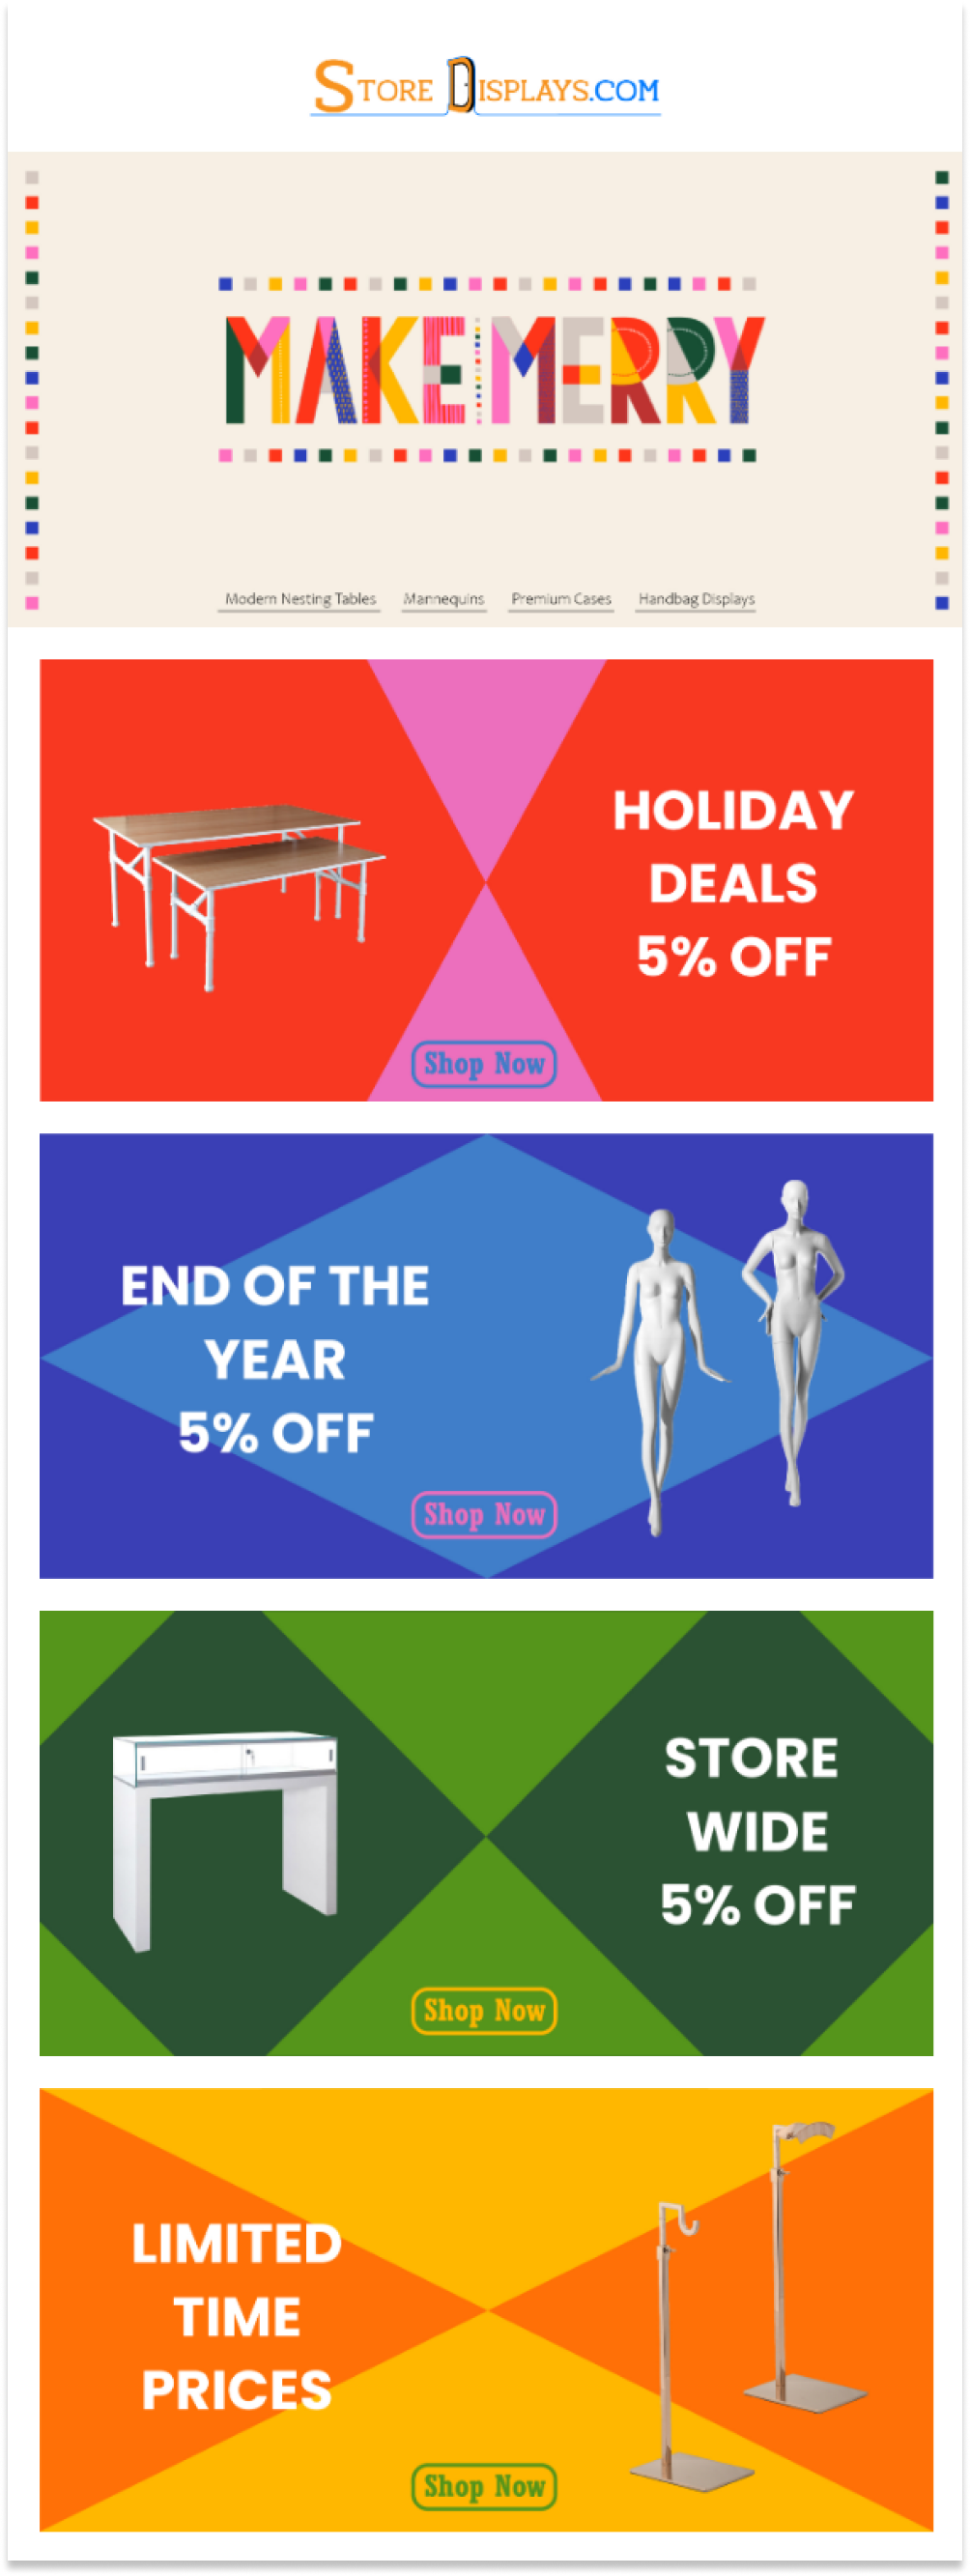 STORE DISPLAYS.COM
MAKE MERRY
Modern Nesting Tables Mannequins Premium Cases Handbag Displays
HOLIDAY
DEALS
5% OFF
Shop Now
END OF THE
YEAR
5% OFF
Shop Now
STORE
WIDE
5% OFF
Shop Now
LIMITED
TIME
PRICES
Shop Now